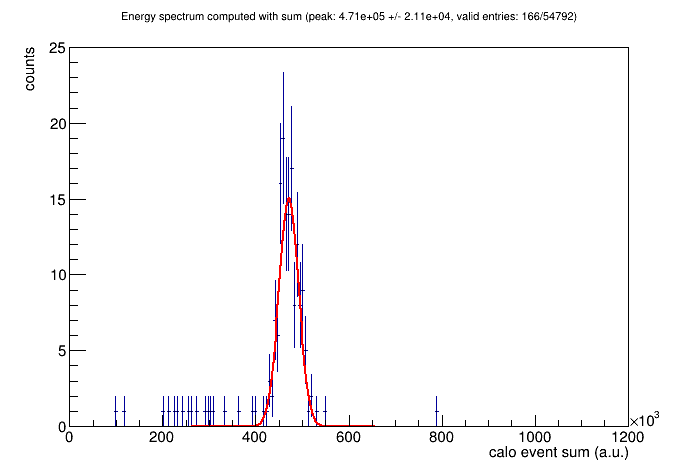 Energy spectrum computed with sum (peak: 4.71e+05 +/- 2.11e+04, valid entries: 166/54792)
counts
25
20
15
10
5
0
0 200 400 600 800 1000 1200
×10³
calo event sum (a.u.)